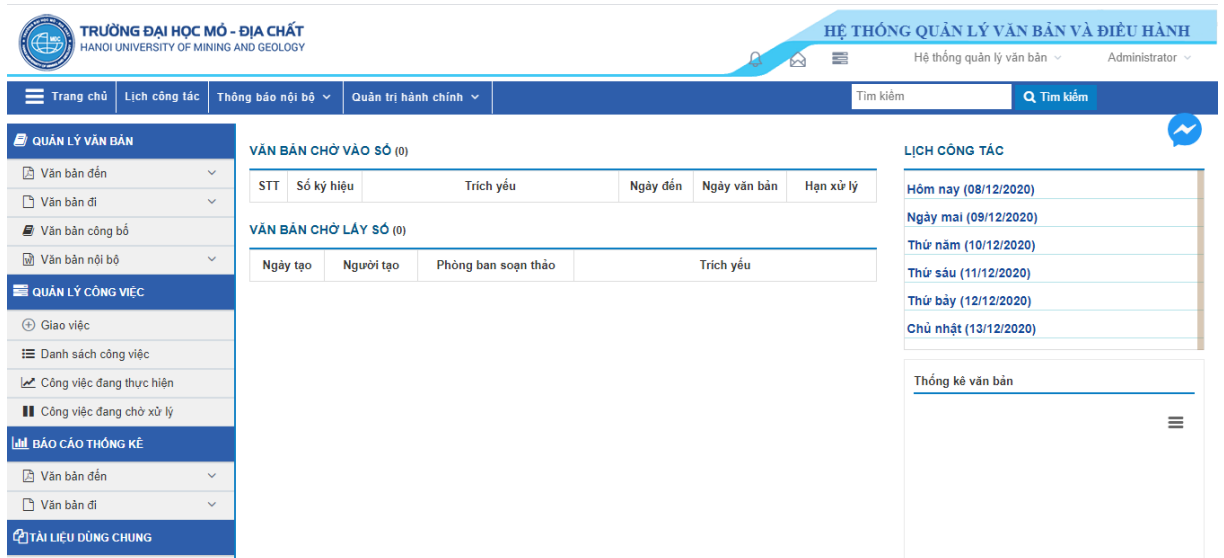 TRƯỜNG ĐẠI HỌC MỎ - ĐỊA CHẤT
HANOI UNIVERSITY OF MINING AND GEOLOGY
HỆ THỐNG QUẢN LÝ VĂN BẢN VÀ ĐIỀU HÀNH
Hệ thống quản lý văn bản
Administrator
Trang chủ
Lịch công tác
Thông báo nội bộ
Quản trị hành chính
Tìm kiếm
Tìm kiếm
QUẢN LÝ VĂN BẢN
Văn bản đến
Văn bản đi
Văn bản công bố
Văn bản nội bộ
QUẢN LÝ CÔNG VIỆC
Giao việc
Danh sách công việc
Công việc đang thực hiện
Công việc đang chờ xử lý
BÁO CÁO THỐNG KÊ
Văn bản đến
Văn bản đi
TÀI LIỆU DÙNG CHUNG
VĂN BẢN CHỜ VÀO SỔ (0)
STT Số ký hiệu Trích yếu Ngày đến Ngày văn bản Hạn xử lý
VĂN BẢN CHỜ LẤY SỐ (0)
Ngày tạo Người tạo Phòng ban soạn thảo Trích yếu
LỊCH CÔNG TÁC
Hôm nay (08/12/2020)
Ngày mai (09/12/2020)
Thứ năm (10/12/2020)
Thứ sáu (11/12/2020)
Thứ bảy (12/12/2020)
Chủ nhật (13/12/2020)
Thống kê văn bản